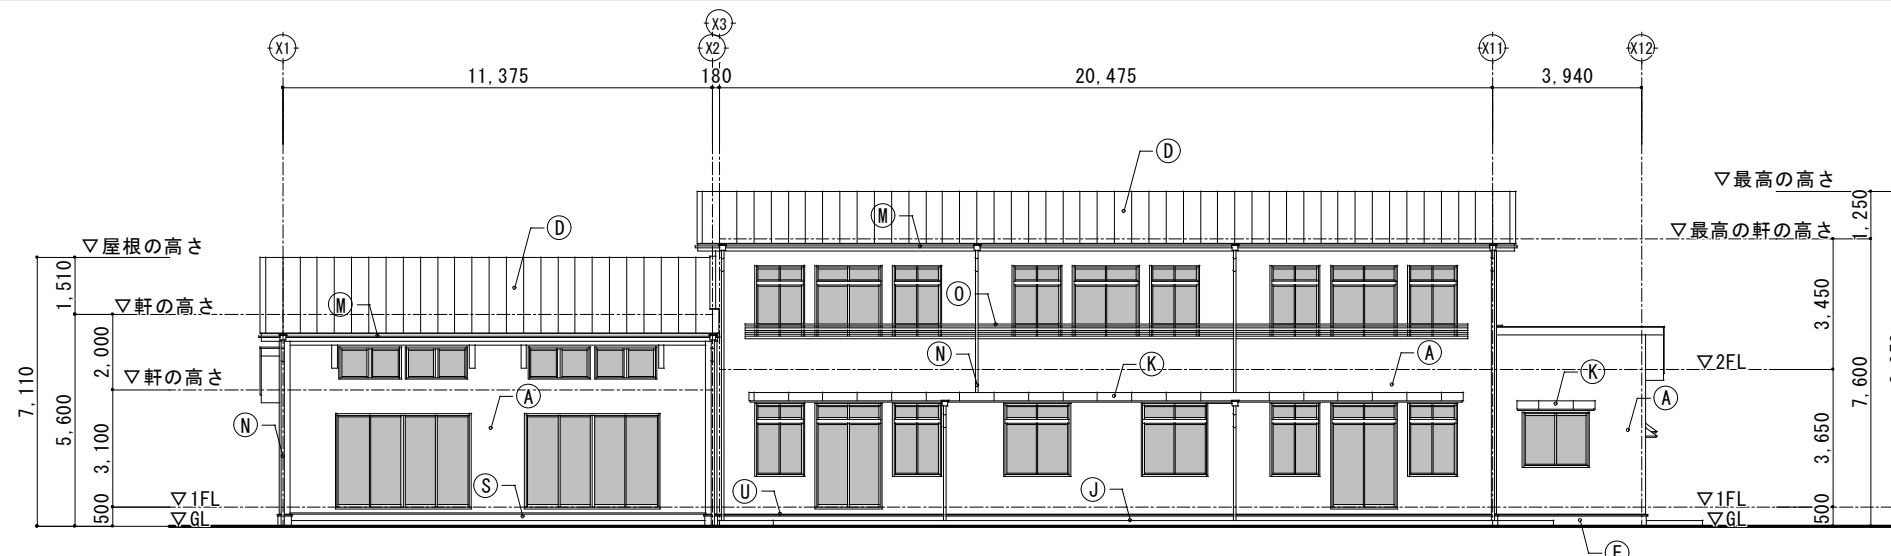 X3
X1
X2
X11
X12
11,375
180
20,475
3,940
D
▽最高の高さ
1,250
M
D
▽最高の軒の高さ
▽屋根の高さ
1,510
O
3,450
M
▽軒の高さ
2,000
N
K
A
▽2FL
K
▽軒の高さ
7,110
5,600
A
A
7,600
N
3,100
3,650
S
U
J
▽1FL
▽1FL
500
500
▽GL
▽GL